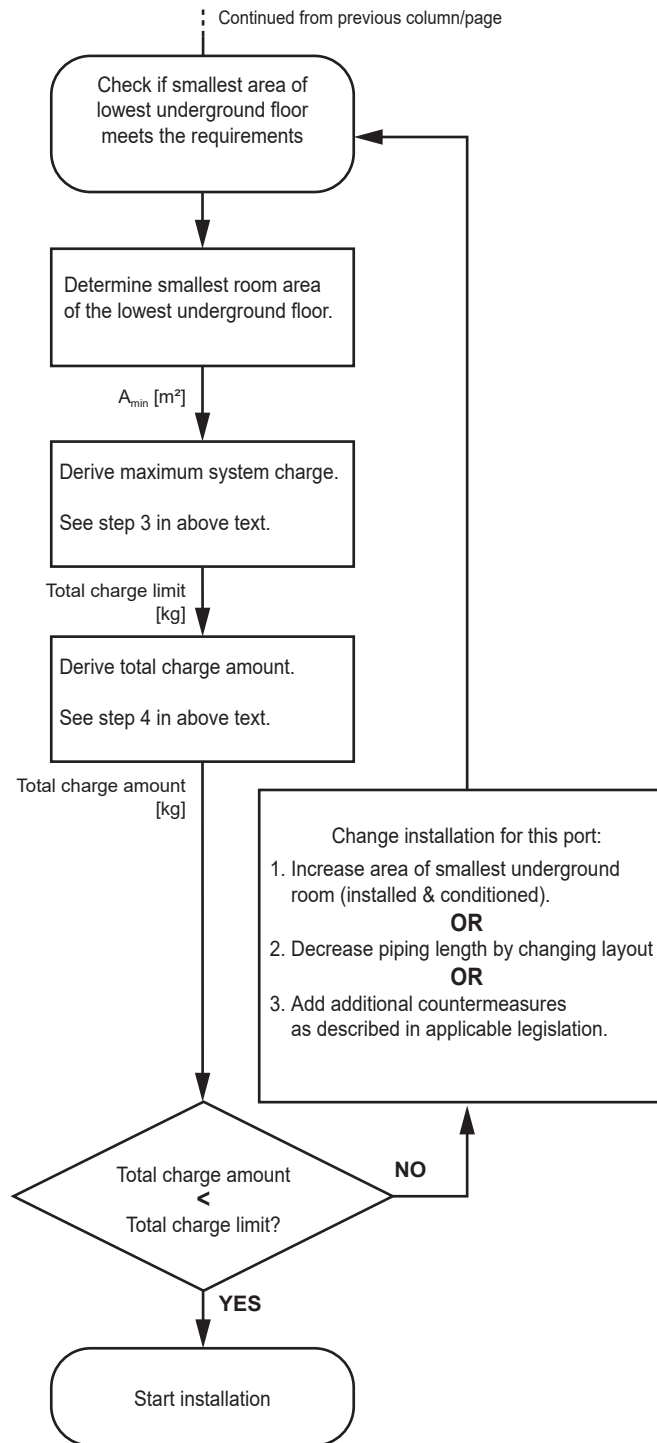 Continued from previous column/page
Check if smallest area of
lowest underground floor
meets the requirements
Determine smallest room area
of the lowest underground floor.
Amin [m²]
Derive maximum system charge.
See step 3 in above text.
Total charge limit
[kg]
Derive total charge amount.
See step 4 in above text.
Total charge amount
[kg]
Change installation for this port:
1. Increase area of smallest underground
room (installed & conditioned).
OR
2. Decrease piping length by changing layout
OR
3. Add additional countermeasures
as described in applicable legislation.
Total charge amount
<
Total charge limit?
NO
YES
Start installation